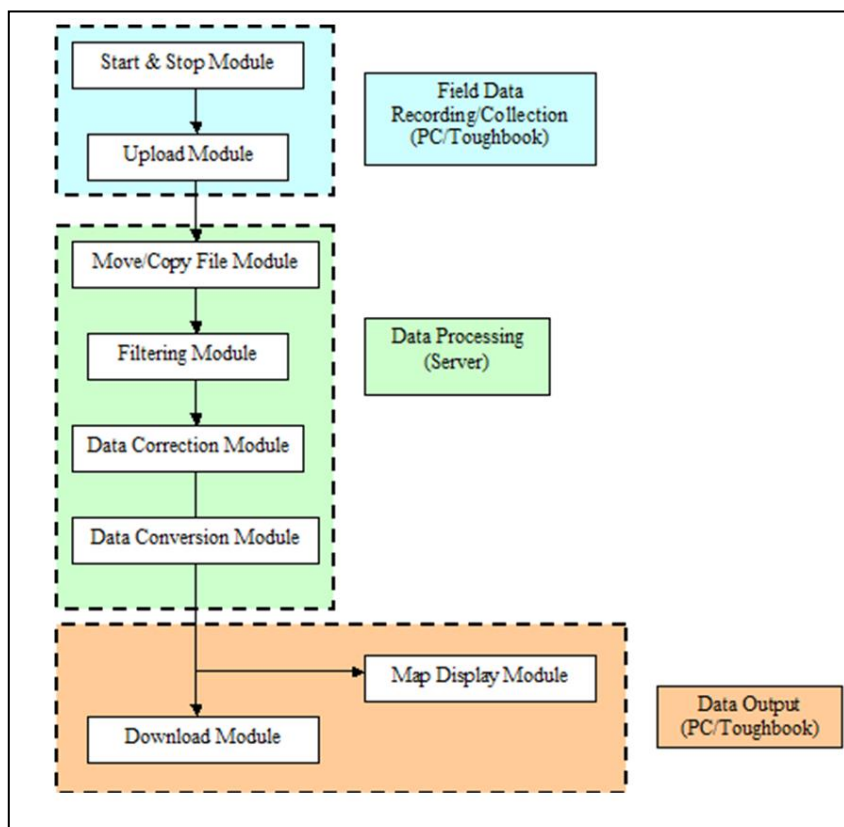 Start & Stop Module
Field Data
Recording/Collection
(PC/Toughbook)
Upload Module
Move/Copy File Module
Filtering Module
Data Processing
(Server)
Data Correction Module
Data Conversion Module
Map Display Module
Data Output
(PC/Toughbook)
Download Module